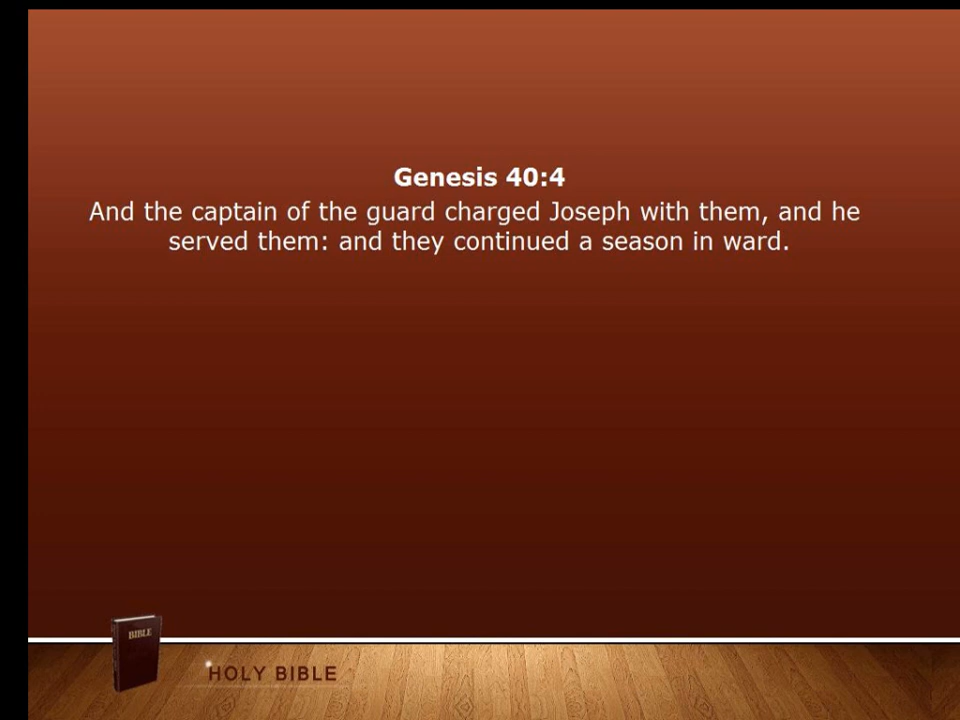 Genesis 40:4
And the captain of the guard charged Joseph with them, and he
served them: and they continued a season in ward.
BIBLE
HOLY BIBLE